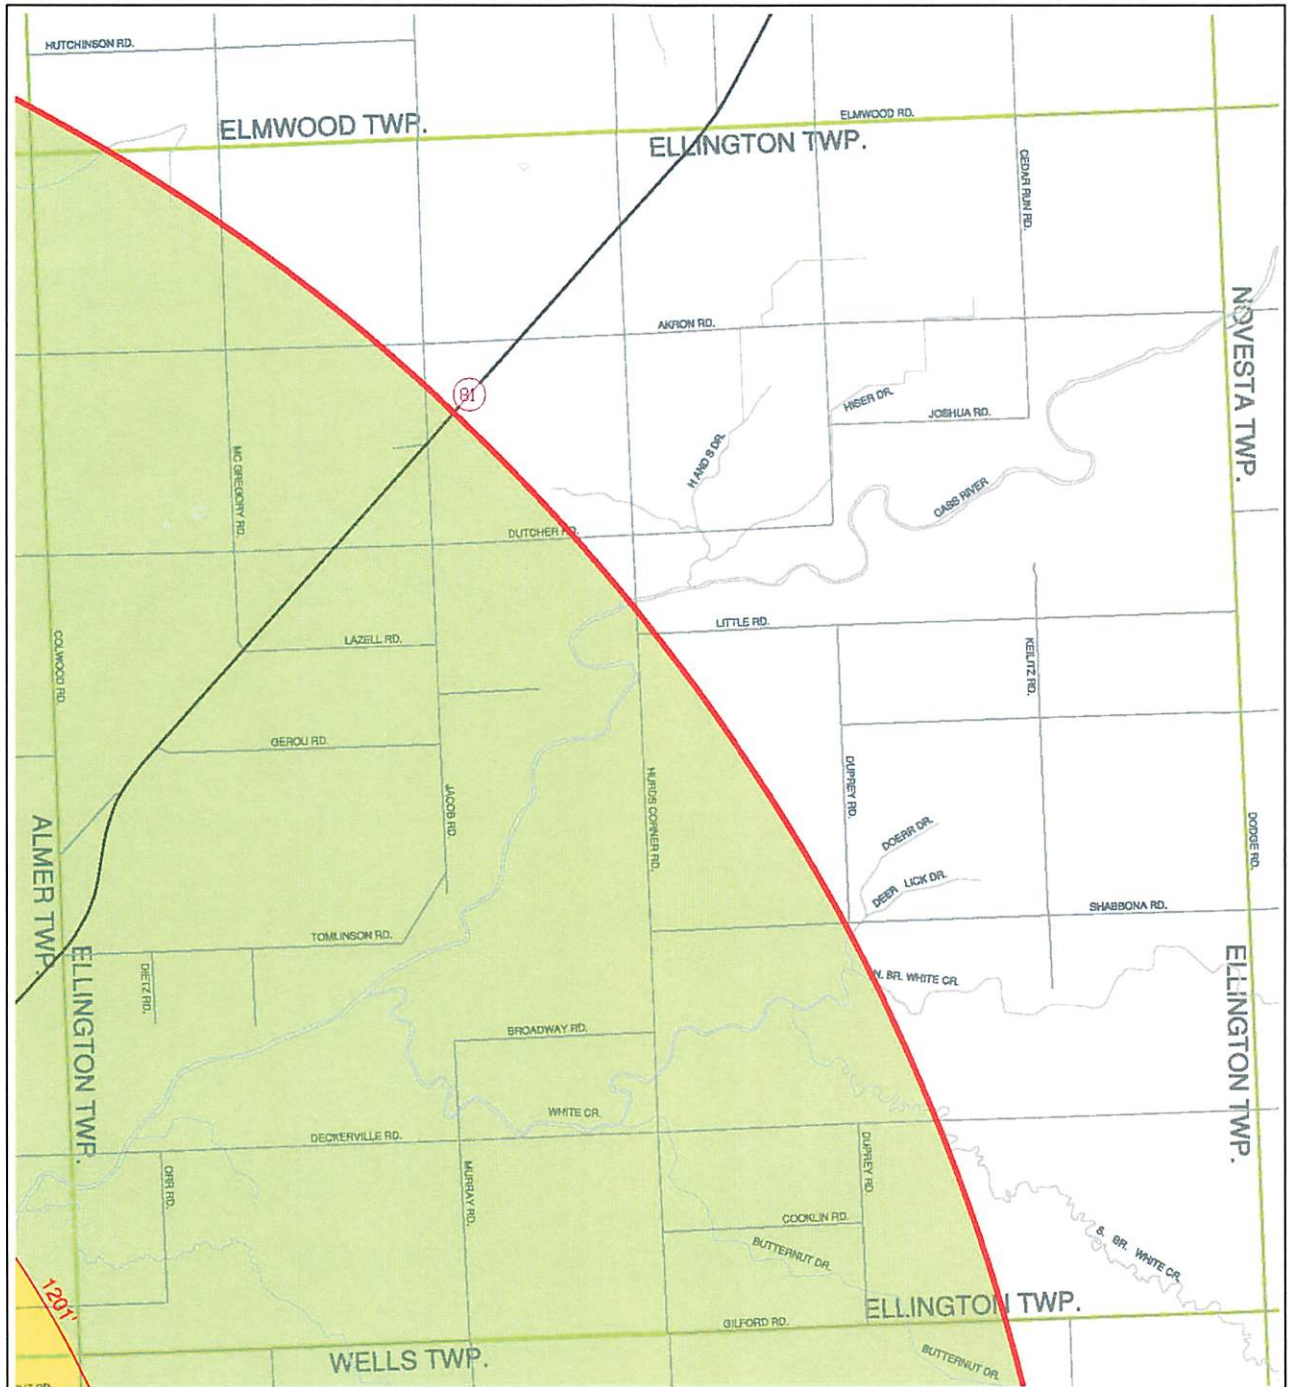 HUTCHINSON RD.
ELMWOOD TWP.
ELMWOOD RD.
ELLINGTON TWP.
CEDAR RUN RD.
NOVESTA TWP.
AKRON RD.
81
HISER DR.
JOSHUA RD.
H AND S DR.
MC GREGORY RD.
CASS RIVER
DUTCHER RD.
LITTLE RD.
COLWOOD RD.
LAZELL RD.
KEILITZ RD.
GEROU RD.
DUPREY RD.
HURDS CORNER RD.
JACOB RD.
ALMER TWP.
DOERR DR.
DODGE RD.
DEER LICK DR.
SHABBONA RD.
TOMLINSON RD.
ELLINGTON TWP.
DIETZ RD.
N. BR. WHITE CR.
ELLINGTON TWP.
BROADWAY RD.
WHITE CR.
DECKERVILLE RD.
ORR RD.
MURRAY RD.
DUPREY RD.
COOKLIN RD.
BUTTERNUT DR.
S. BR. WHITE CR.
1201'
ELLINGTON TWP.
GILFORD RD.
WELLS TWP.
BUTTERNUT DR.